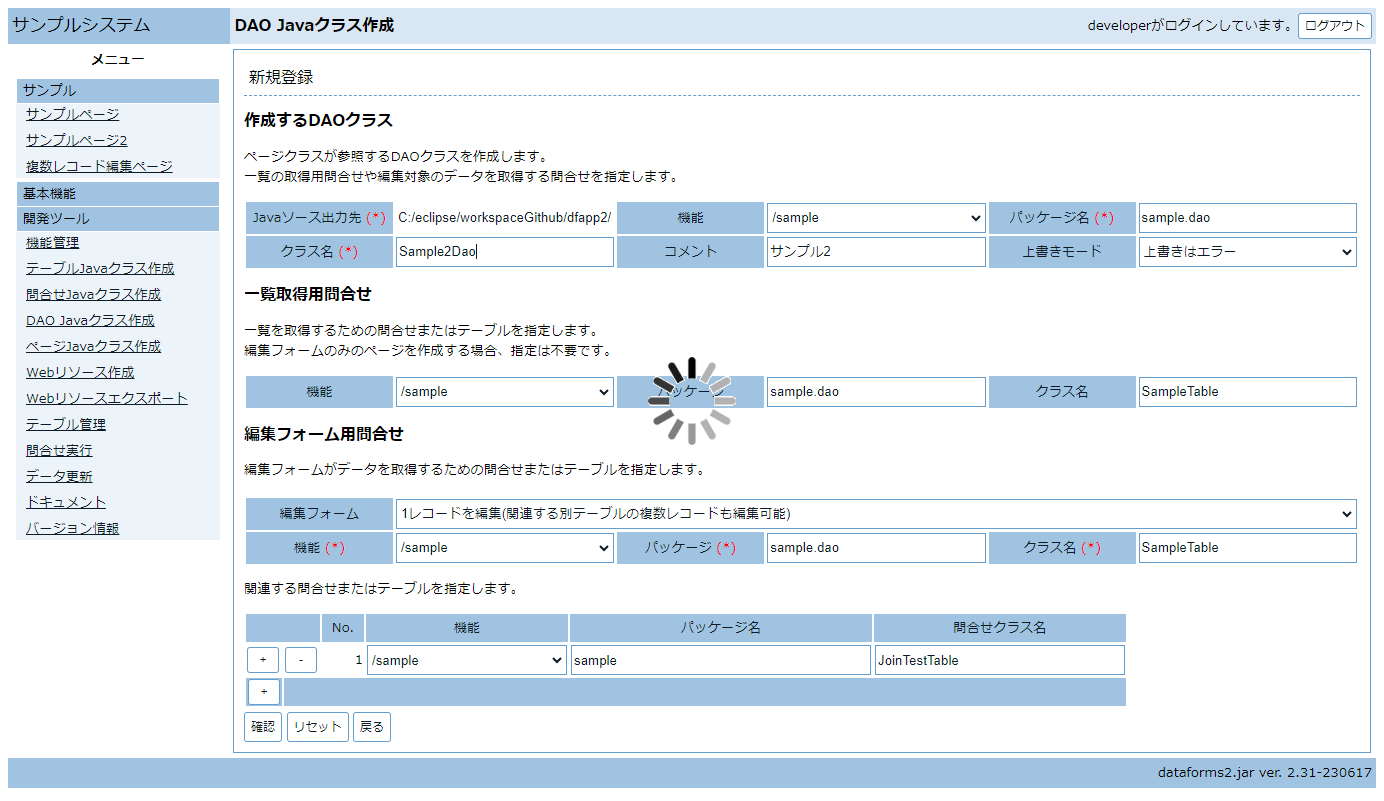 サンプルシステム
DAO Javaクラス作成
developerがログインしています。 ログアウト
メニュー
サンプル
サンプルページ
サンプルページ2
複数レコード編集ページ
基本機能
開発ツール
機能管理
テーブルJavaクラス作成
問合せJavaクラス作成
DAO Javaクラス作成
ページJavaクラス作成
Webリソース作成
Webリソースエクスポート
テーブル管理
問合せ実行
データ更新
ドキュメント
バージョン情報
新規登録
作成するDAOクラス
ページクラスが参照するDAOクラスを作成します。
一覧の取得用問合せや編集対象のデータを取得する問合せを指定します。
Javaソース出力先 (*) C:/eclipse/workspaceGithub/dfapp2/ 機能 /sample パッケージ名 (*) sample.dao
クラス名 (*) Sample2Dao コメント サンプル2 上書きモード 上書きはエラー
一覧取得用問合せ
一覧を取得するための問合せまたはテーブルを指定します。
編集フォームのみのページを作成する場合、指定は不要です。
機能 /sample パッケージ sample.dao クラス名 SampleTable
編集フォーム用問合せ
編集フォームがデータを取得するための問合せまたはテーブルを指定します。
編集フォーム 1レコードを編集(関連する別テーブルの複数レコードも編集可能)
機能 (*) /sample パッケージ (*) sample.dao クラス名 (*) SampleTable
関連する問合せまたはテーブルを指定します。
No. 機能 パッケージ名 問合せクラス名
+ - 1 /sample sample JoinTestTable
+
確認 リセット 戻る
dataforms2.jar ver. 2.31-230617